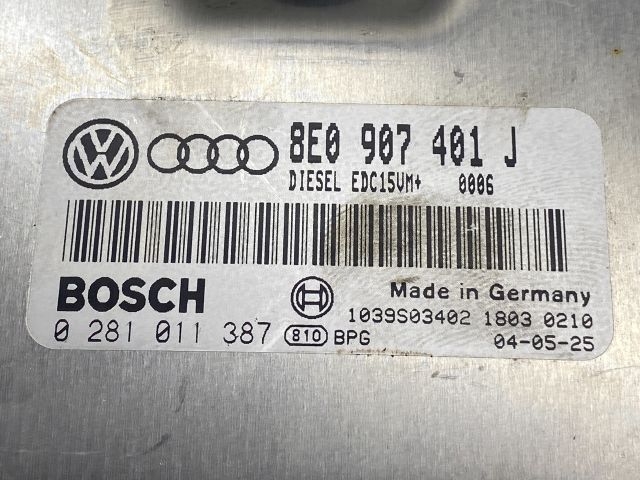 8E0 907 401 J
DIESEL EDC15VM+ 0006
BOSCH
Made in Germany
0 281 011 387 810 BPG
1039S03402 1803 0210
04-05-25